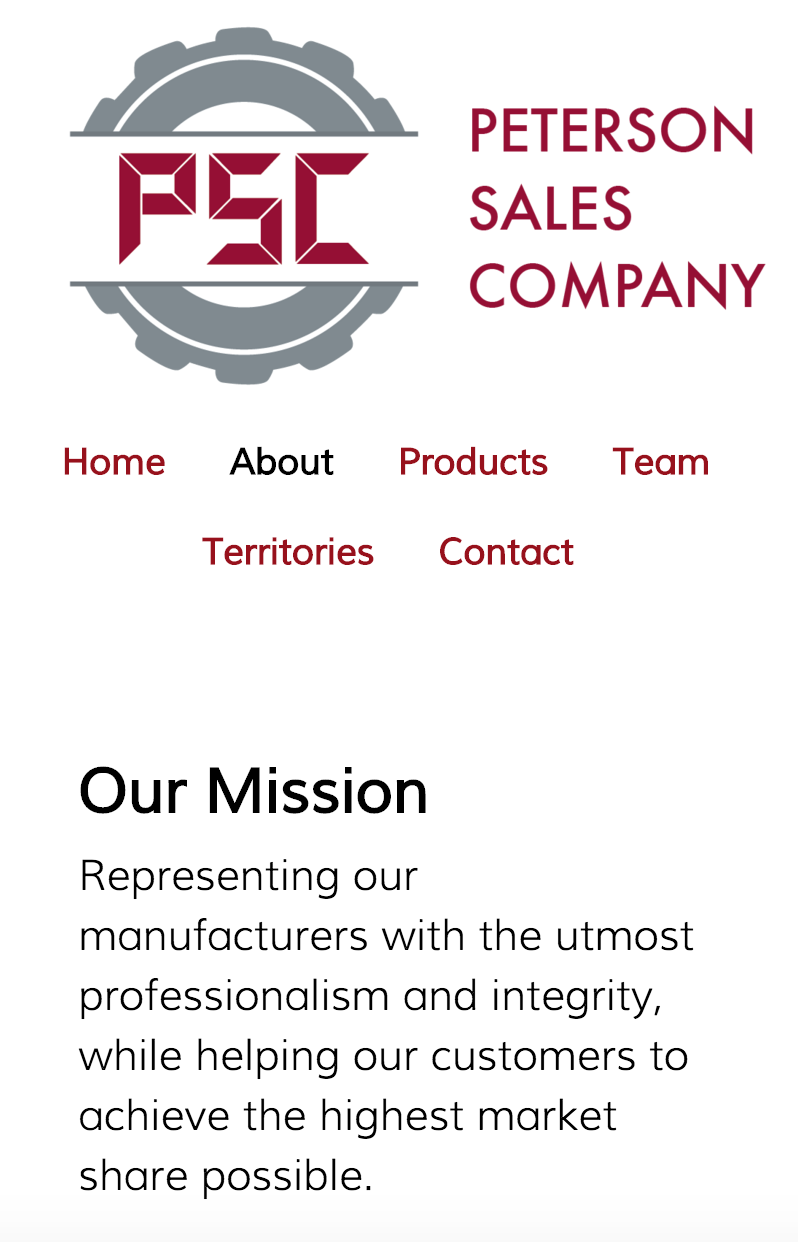 PSC
PETERSON
SALES
COMPANY
Home About Products Team
Territories Contact
Our Mission
Representing our
manufacturers with the utmost
professionalism and integrity,
while helping our customers to
achieve the highest market
share possible.